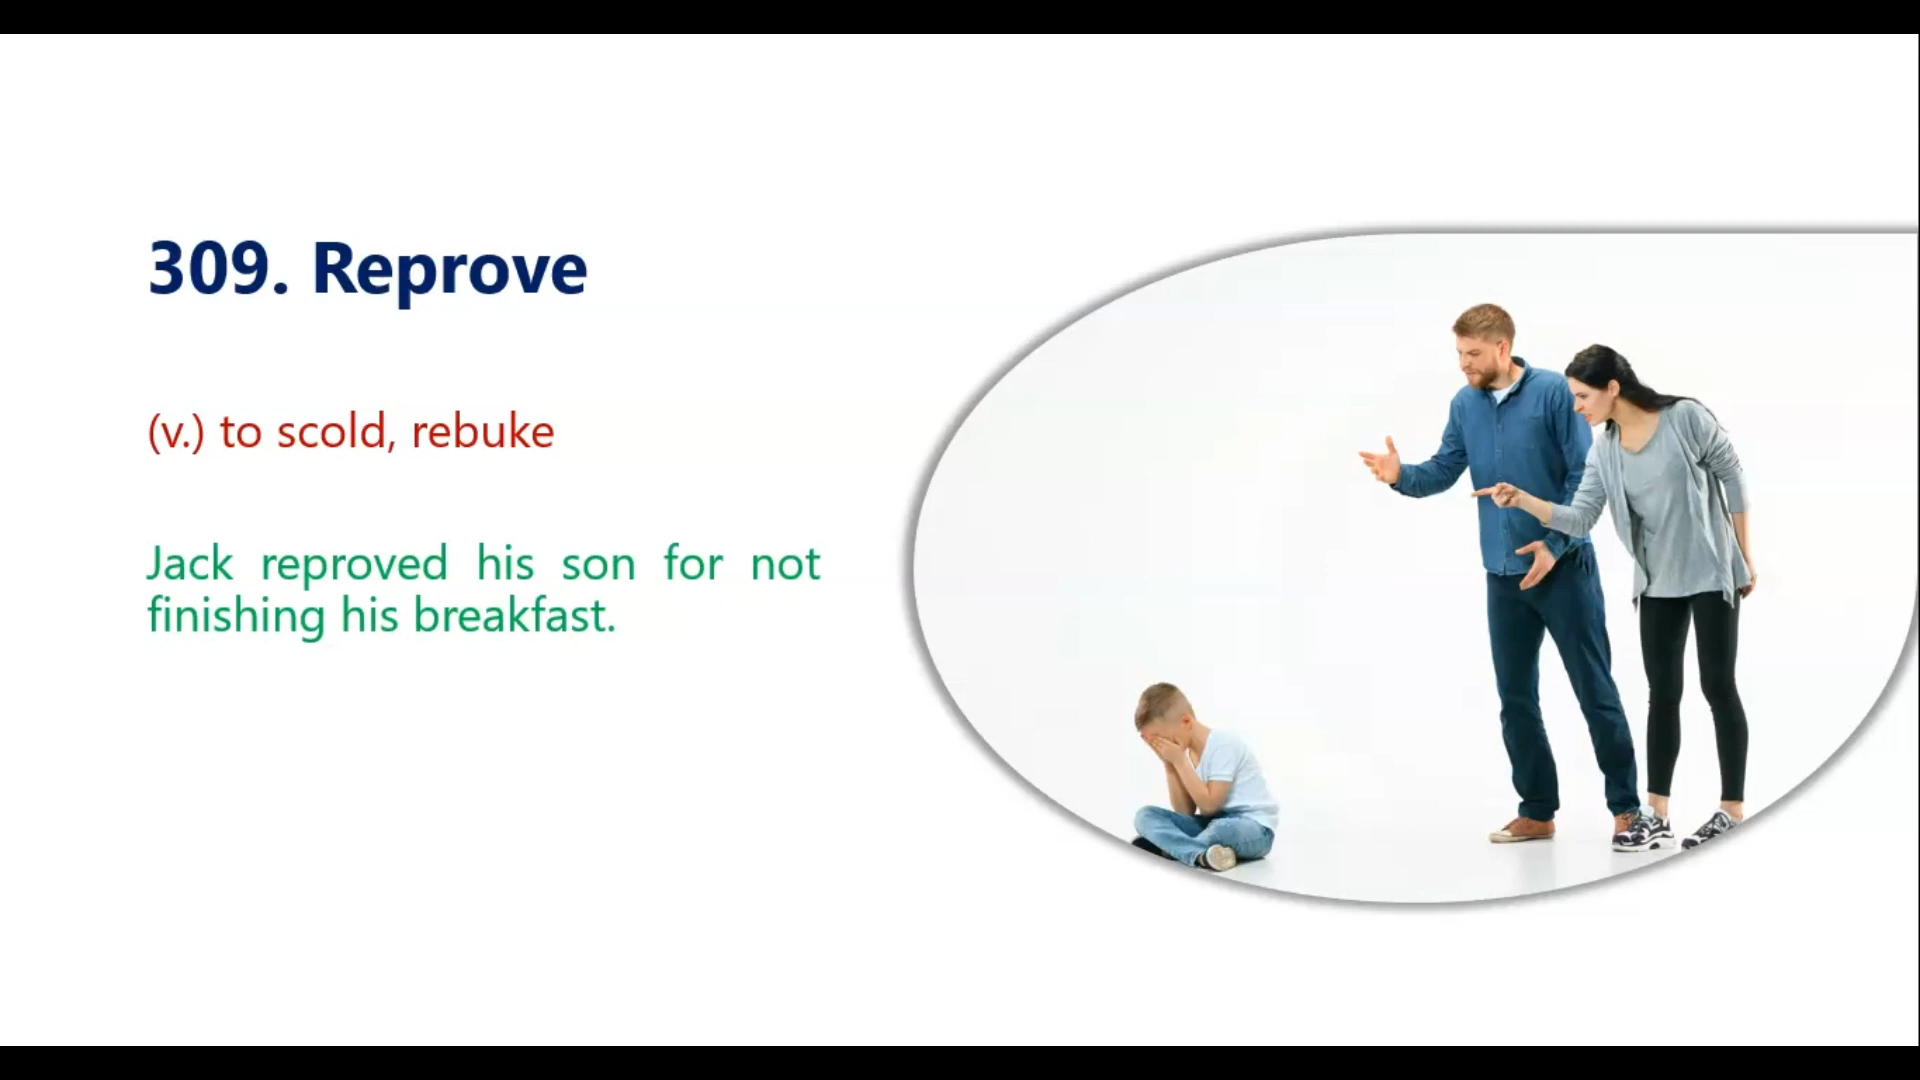 309. Reprove
(v.) to scold, rebuke
Jack reproved his son for not
finishing his breakfast.